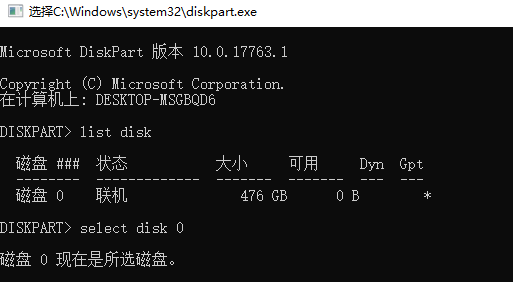 选择C:\Windows\system32\diskpart.exe
Microsoft DiskPart 版本 10.0.17763.1
Copyright (C) Microsoft Corporation.
在计算机上: DESKTOP-MSGBQD6
DISKPART> list disk
磁盘 ###  状态           大小     可用     Dyn  Gpt
--------  -------------  -------  -------  ---  ---
磁盘 0    联机              476 GB      0 B        *
DISKPART> select disk 0
磁盘 0 现在是所选磁盘。